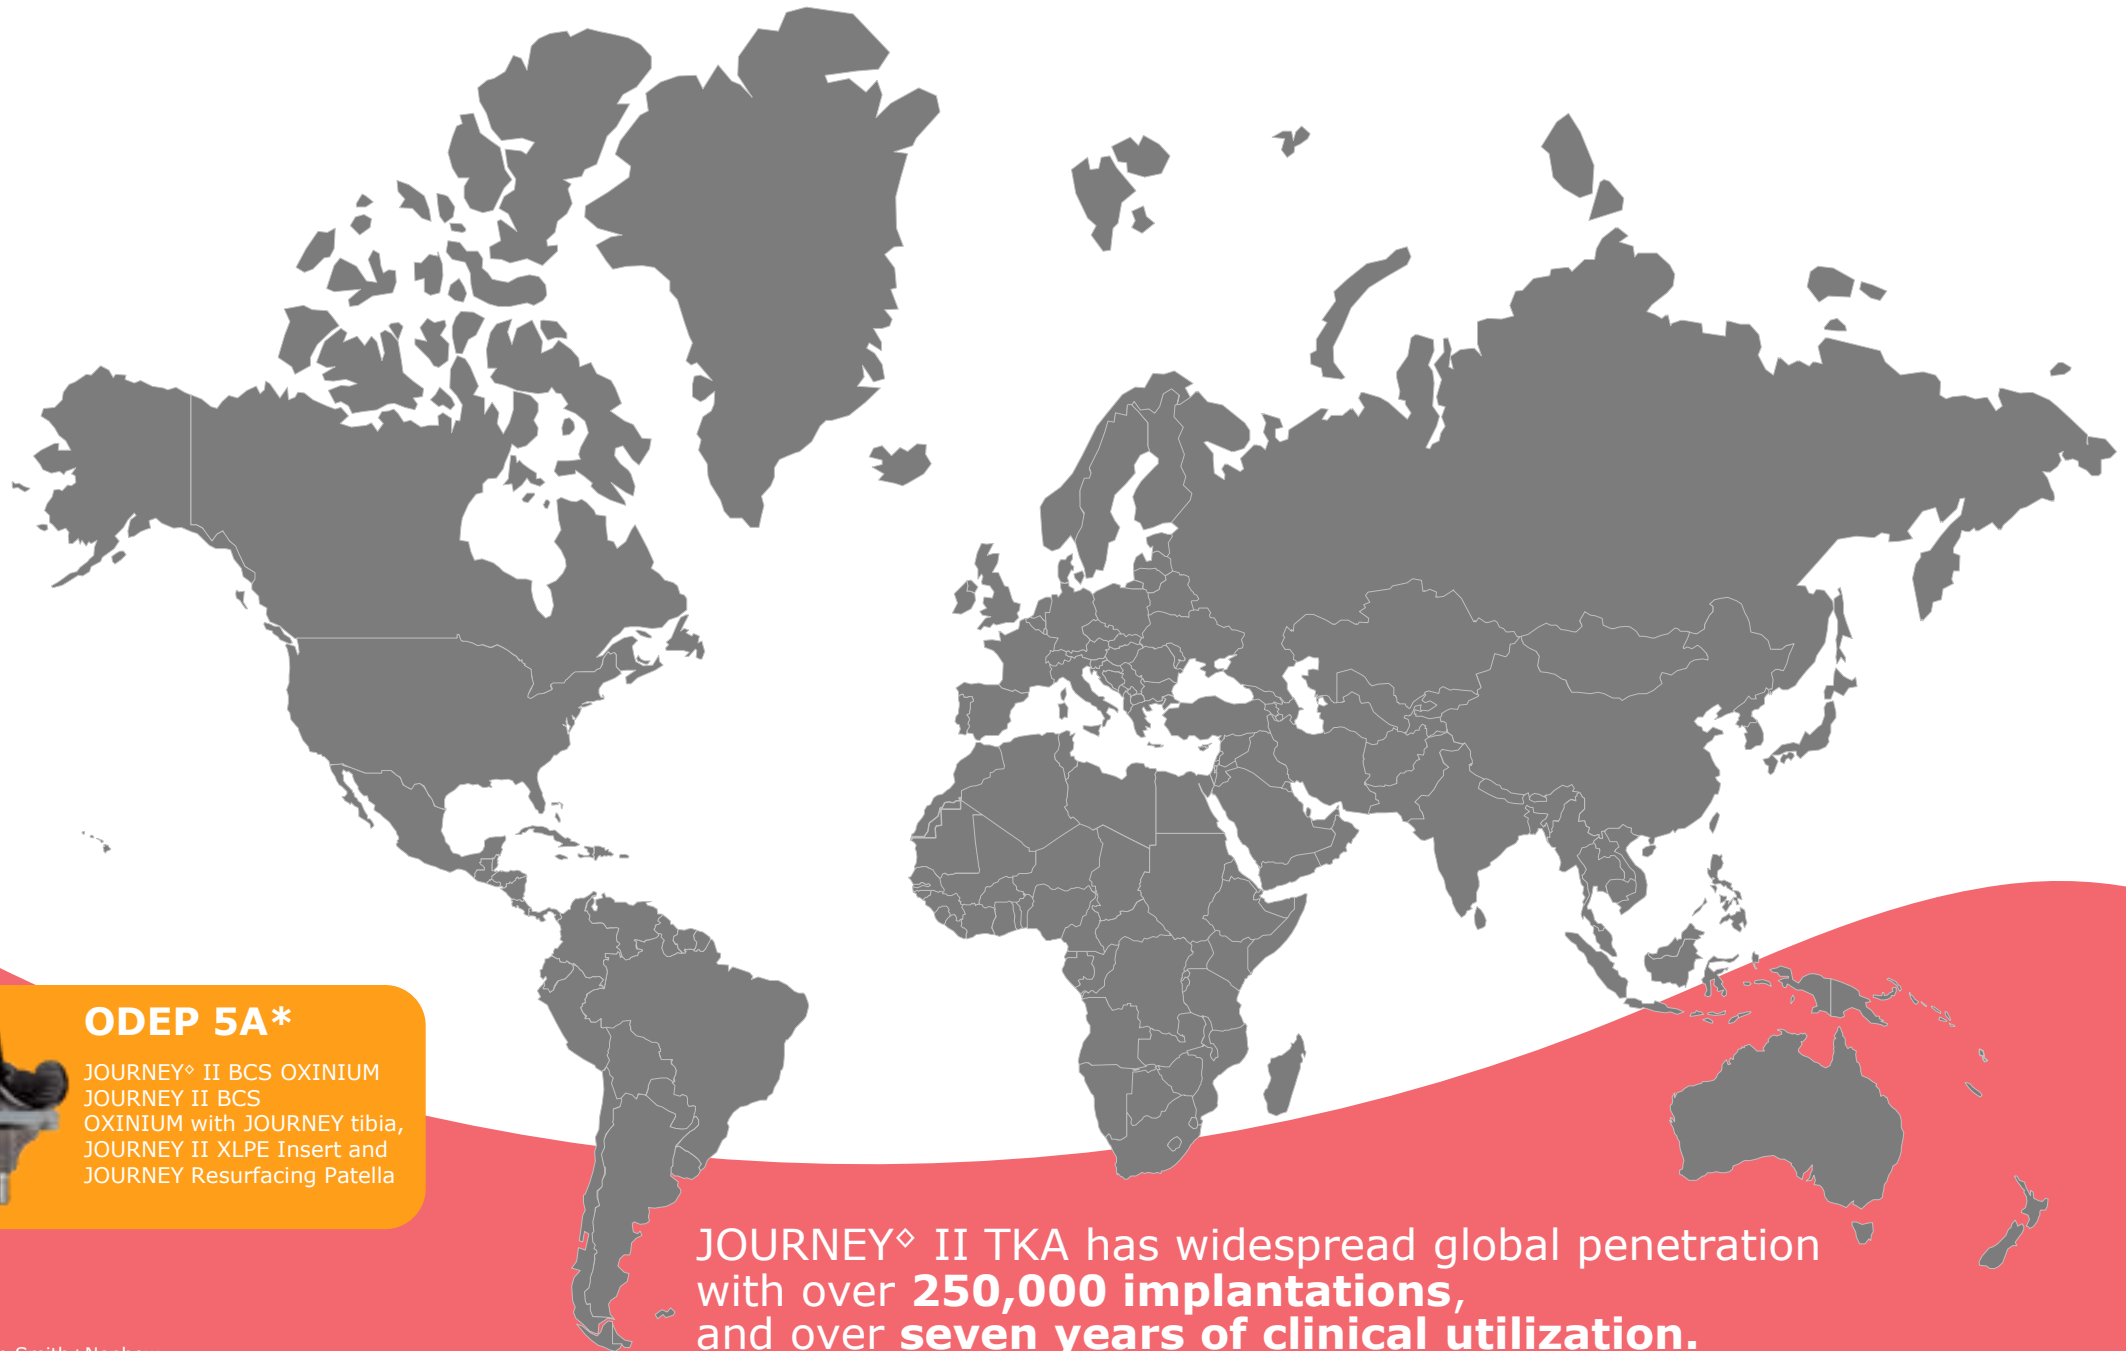 ODEP 5A*
JOURNEY◊ II BCS OXINIUM
JOURNEY II BCS
OXINIUM with JOURNEY tibia,
JOURNEY II XLPE Insert and
JOURNEY Resurfacing Patella
JOURNEY◊ II TKA has widespread global penetration
with over 250,000 implantations,
and over seven years of clinical utilization.